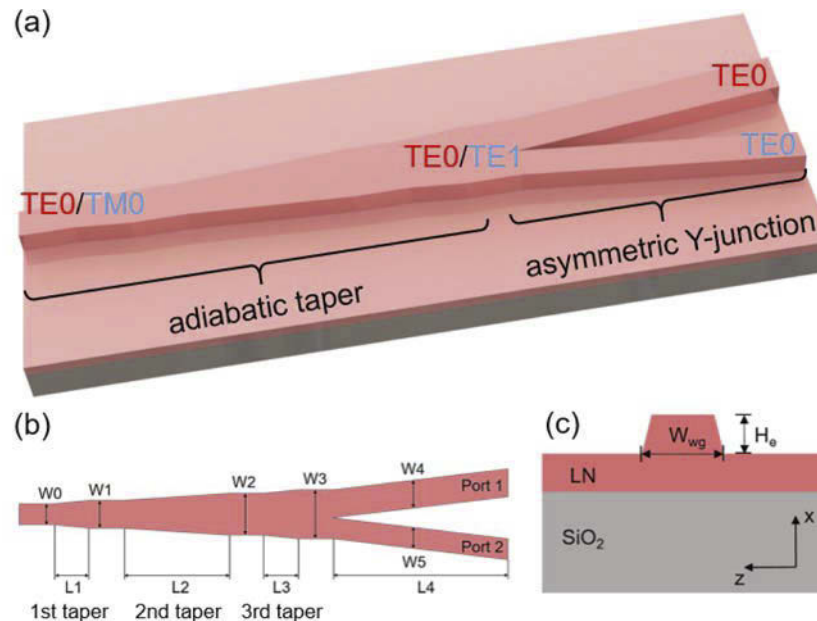 (a)
TE0
TE0/TE1
TE0
TE0/TM0
asymmetric Y-junction
adiabatic taper
(b)
W0
W1
W2
W3
W4
Port 1
Port 2
W5
L1
L2
L3
L4
1st taper
2nd taper
3rd taper
(c)
Wwg
He
LN
SiO2
x
z